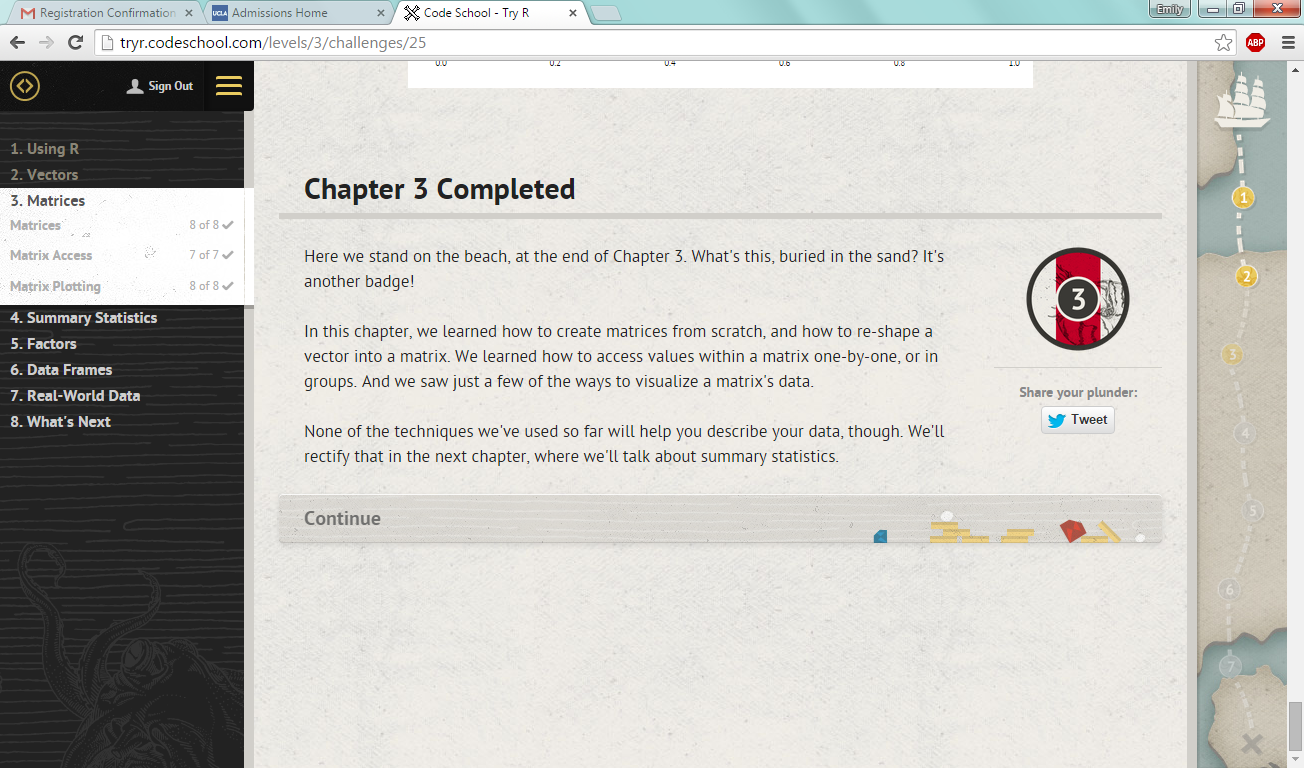 Registration Confirmation
UCLA Admissions Home
Code School - Try R
Emily
tryr.codeschool.com/levels/3/challenges/25
ABP
Sign Out
0.0 0.2 0.4 0.6 0.8 1.0
1. Using R
2. Vectors
3. Matrices
Matrices 8 of 8
Matrix Access 7 of 7
Matrix Plotting 8 of 8
4. Summary Statistics
5. Factors
6. Data Frames
7. Real-World Data
8. What's Next
Chapter 3 Completed
Here we stand on the beach, at the end of Chapter 3. What's this, buried in the sand? It's
another badge!
In this chapter, we learned how to create matrices from scratch, and how to re-shape a
vector into a matrix. We learned how to access values within a matrix one-by-one, or in
groups. And we saw just a few of the ways to visualize a matrix's data.
None of the techniques we've used so far will help you describe your data, though. We'll
rectify that in the next chapter, where we'll talk about summary statistics.
3
Share your plunder:
Tweet
Continue
1
2
3
4
5
6
7